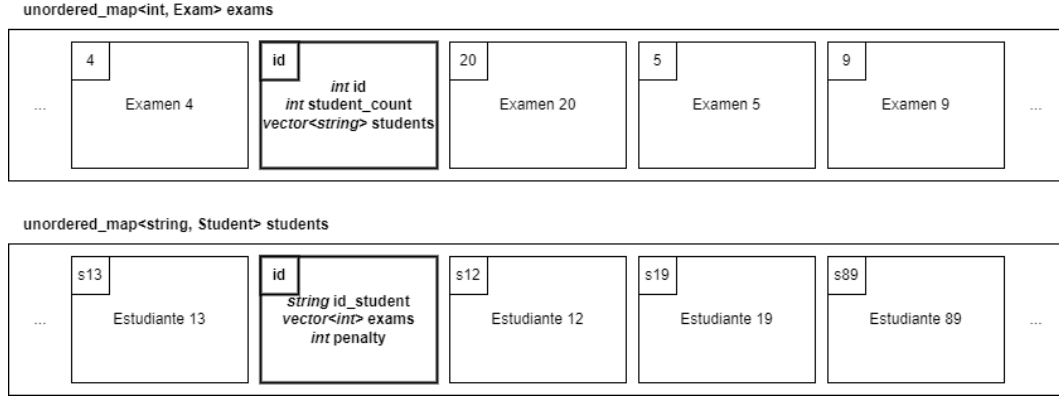 unordered_map<int, Exam> exams
...
4
Examen 4
id
int id
int student_count
vector<string> students
20
Examen 20
5
Examen 5
9
Examen 9
...
unordered_map<string, Student> students
...
s13
Estudiante 13
id
string id_student
vector<int> exams
int penalty
s12
Estudiante 12
s19
Estudiante 19
s89
Estudiante 89
...